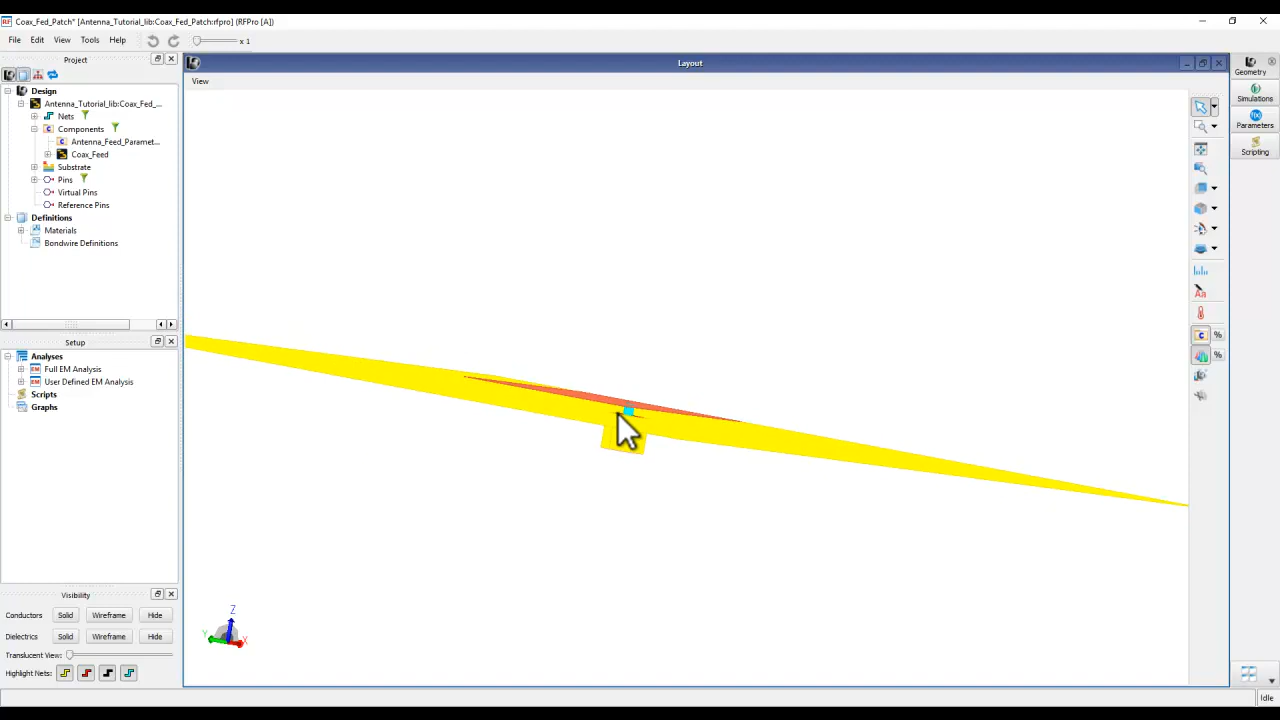 Coax_Fed_Patch* [Antenna_Tutorial_lib:Coax_Fed_Patch:rfpro] (RFPro [A])
File Edit View Tools Help
x 1
Project
Design
Antenna_Tutorial_lib:Coax_Fed_...
Nets
Components
Antenna_Feed_Paramet...
Coax_Feed
Substrate
Pins
Virtual Pins
Reference Pins
Definitions
Materials
Bondwire Definitions
Setup
Analyses
Full EM Analysis
User Defined EM Analysis
Scripts
Graphs
Visibility
Conductors Solid Wireframe Hide
Dielectrics Solid Wireframe Hide
Translucent View:
Highlight Nets:
Layout
View
Z
Y
X
Aa
C %
%
Geometry
Simulations
f(x)
Parameters
Scripting
Idle